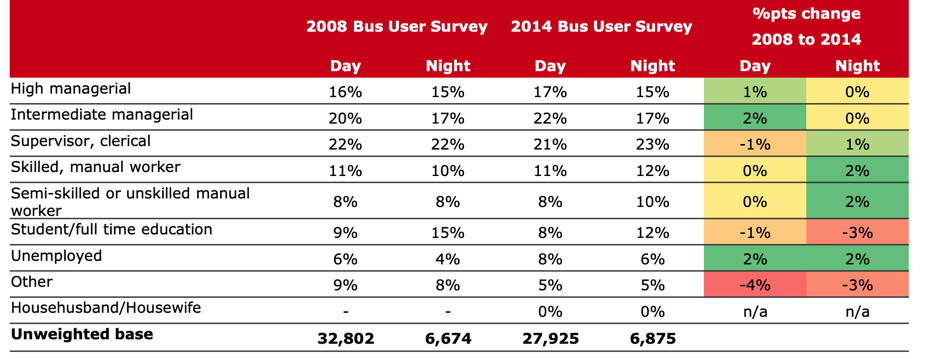 2008 Bus User Survey 2014 Bus User Survey %pts change 2008 to 2014
Day Night Day Night Day Night
High managerial 16% 15% 17% 15% 1% 0%
Intermediate managerial 20% 17% 22% 17% 2% 0%
Supervisor, clerical 22% 22% 21% 23% -1% 1%
Skilled, manual worker 11% 10% 11% 12% 0% 2%
Semi-skilled or unskilled manual
worker 8% 8% 8% 10% 0% 2%
Student/full time education 9% 15% 8% 12% -1% -3%
Unemployed 6% 4% 8% 6% 2% 2%
Other 9% 8% 5% 5% -4% -3%
Househusband/Housewife - - 0% 0% n/a n/a
Unweighted base 32,802 6,674 27,925 6,875